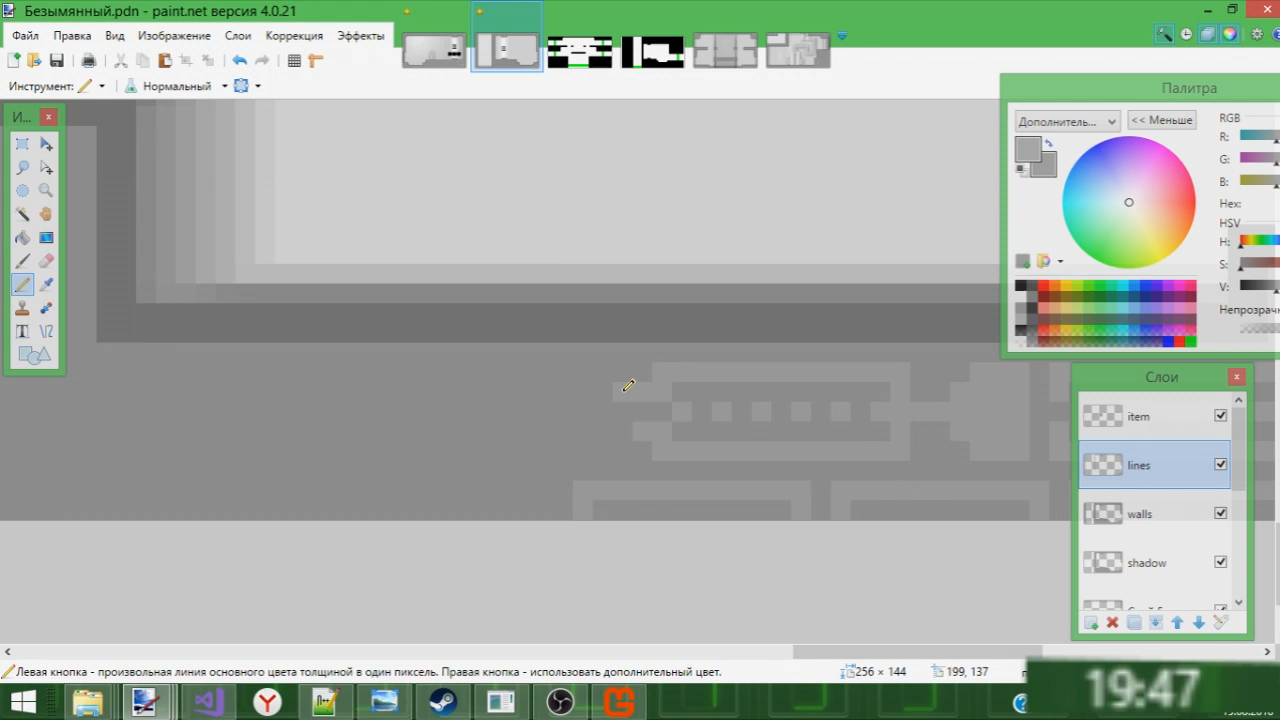 Безымянный.pdn - paint.net версия 4.0.21
Файл Правка Вид Изображение Слои Коррекция Эффекты
Инструмент: Нормальный
И...
Палитра
Дополнитель... << Меньше
RGB
R:
G:
B:
Hex:
HSV
H:
S:
V:
Слои
item
lines
walls
shadow
Левая кнопка - произвольная линия основного цвета толщиной в один пиксель. Правая кнопка - использовать дополнительный цвет.
256 × 144
199, 137
19:47